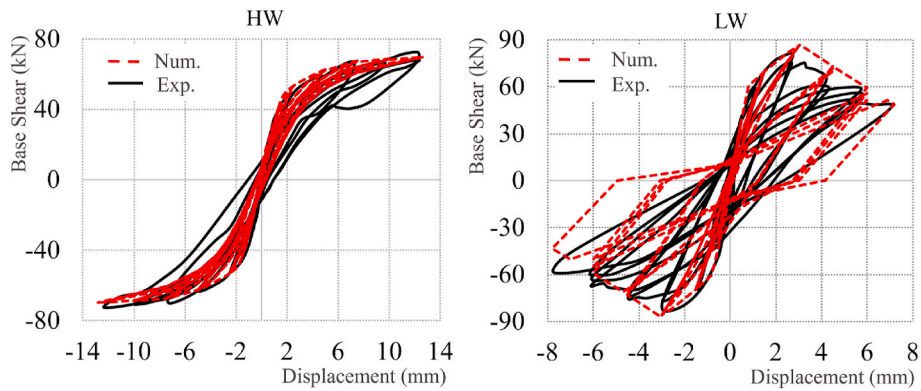 HW
80
40
0
-40
-80
Base Shear (kN)
Num.
Exp.
-14 -10 -6 -2 2 6 10 14
Displacement (mm)
LW
90
60
30
0
-30
-60
-90
Base Shear (kN)
Num.
Exp.
-8 -6 -4 -2 0 2 4 6 8
Displacement (mm)